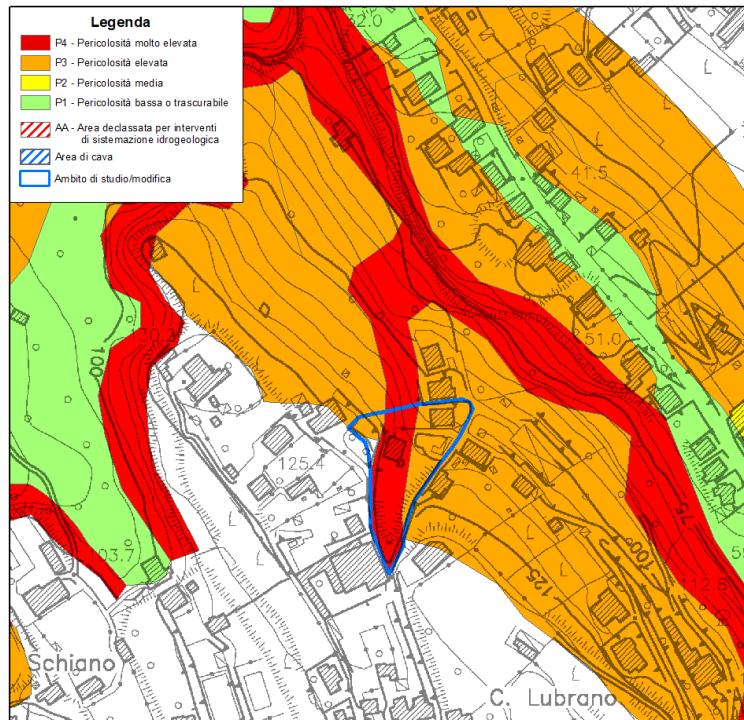 Legenda
P4 - Pericolosità molto elevata
P3 - Pericolosità elevata
P2 - Pericolosità media
P1 - Pericolosità bassa o trascurabile
AA - Area declassata per interventi
di sistemazione idrogeologica
Area di cava
Ambito di studio/modifica
32.0
41.5
51.0
100
125.4
75
100
125
112.8
103.7
Schiano
C. Lubrano